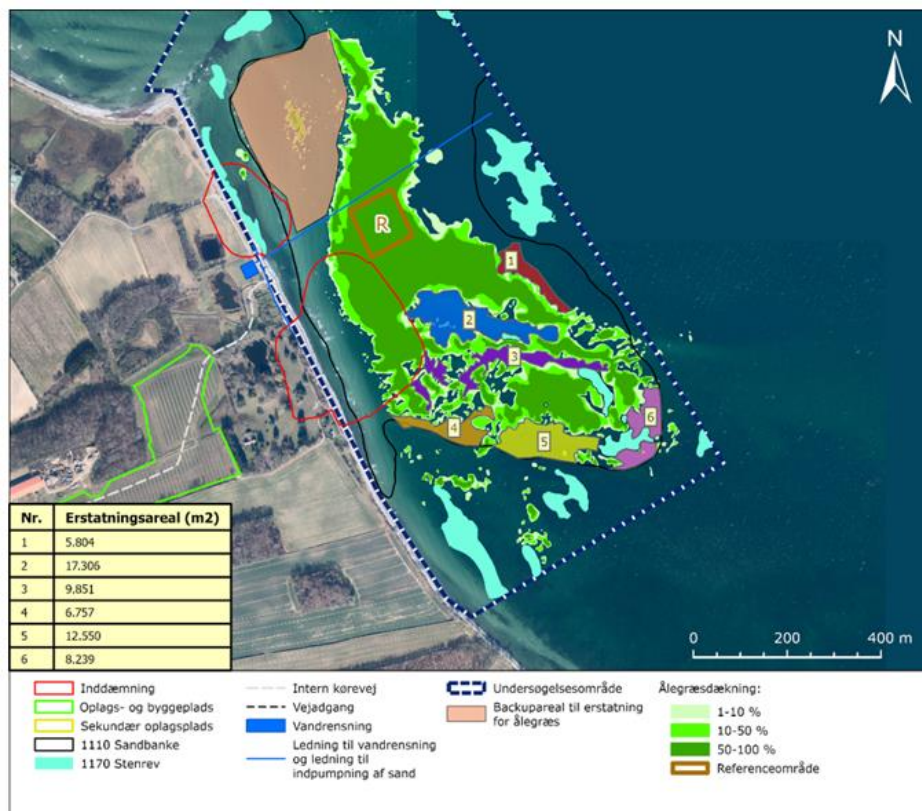 N
R
1
2
3
4
5
6
Nr. Erstatningsareal (m2)
1 5.804
2 17.306
3 9.851
4 6.757
5 12.550
6 8.239
0 200 400 m
Inddæmning
Oplags- og byggeplads
Sekundær oplagsplads
1110 Sandbanke
1170 Stenrev
Intern kørevej
Vejadgang
Vandrensning
Ledning til vandrensning
og ledning til
indpumpning af sand
Undersøgelsesområde
Backupareal til erstatning
for ålegræs
Ålegræsdækning:
1-10 %
10-50 %
50-100 %
Referenceområde